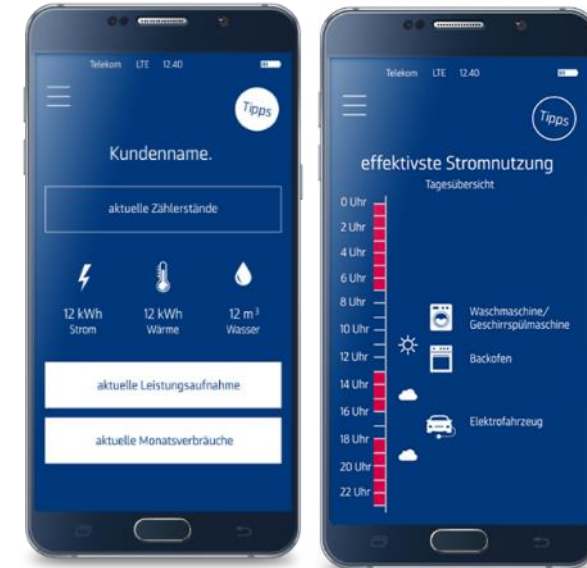 Telekom LTE 12.40
Tipps
Kundenname.
aktuelle Zählerstände
12 kWh 12 kWh 12 m³
Strom Wärme Wasser
aktuelle Leistungsaufnahme
aktuelle Monatsverbräuche
Telekom LTE 12.40
Tipps
effektivste Stromnutzung
Tagesübersicht
0 Uhr
2 Uhr
4 Uhr
6 Uhr
8 Uhr
Waschmaschine/
Geschirrspülmaschine
10 Uhr
12 Uhr
Backofen
14 Uhr
16 Uhr
Elektrofahrzeug
18 Uhr
20 Uhr
22 Uhr